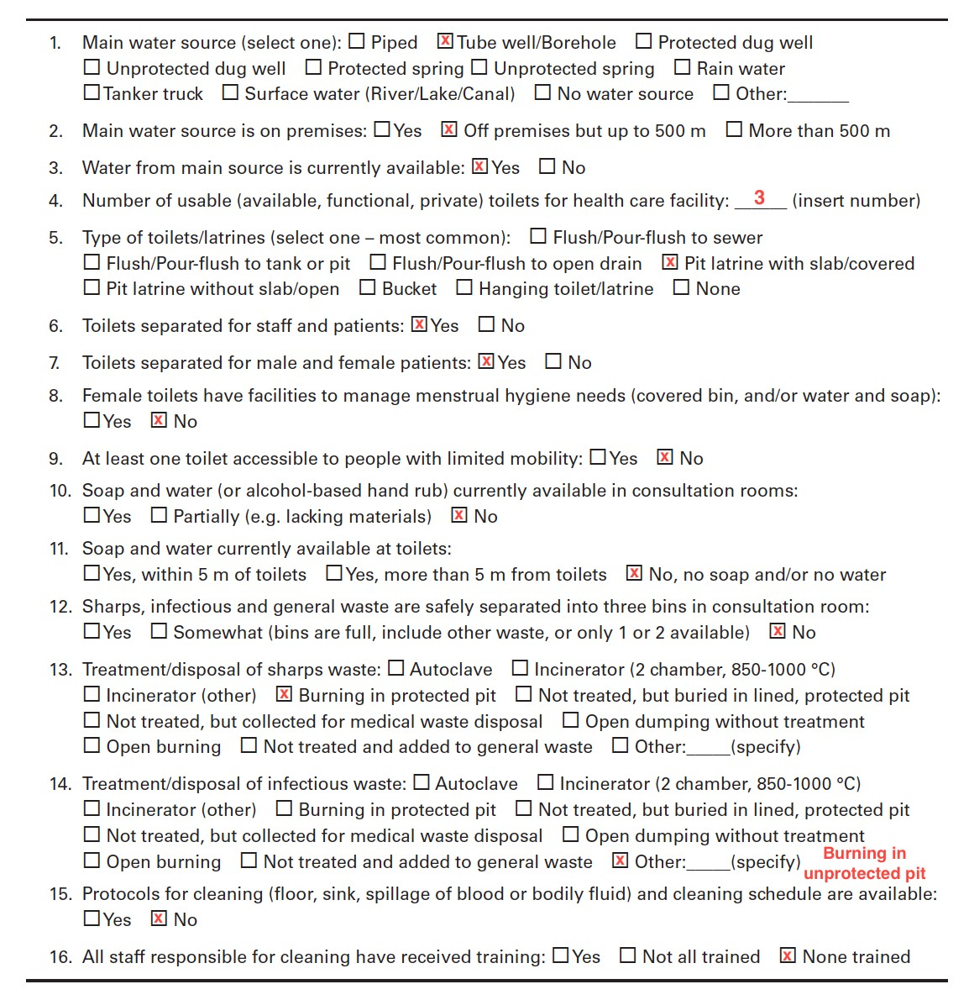 1. Main water source (select one): ☐ Piped ☒ Tube well/Borehole ☐ Protected dug well
☐ Unprotected dug well ☐ Protected spring ☐ Unprotected spring ☐ Rain water
☐ Tanker truck ☐ Surface water (River/Lake/Canal) ☐ No water source ☐ Other:______
2. Main water source is on premises: ☐ Yes ☒ Off premises but up to 500 m ☐ More than 500 m
3. Water from main source is currently available: ☒ Yes ☐ No
4. Number of usable (available, functional, private) toilets for health care facility: __3__ (insert number)
5. Type of toilets/latrines (select one – most common): ☐ Flush/Pour-flush to sewer
☐ Flush/Pour-flush to tank or pit ☐ Flush/Pour-flush to open drain ☒ Pit latrine with slab/covered
☐ Pit latrine without slab/open ☐ Bucket ☐ Hanging toilet/latrine ☐ None
6. Toilets separated for staff and patients: ☒ Yes ☐ No
7. Toilets separated for male and female patients: ☒ Yes ☐ No
8. Female toilets have facilities to manage menstrual hygiene needs (covered bin, and/or water and soap):
☐ Yes ☒ No
9. At least one toilet accessible to people with limited mobility: ☐ Yes ☒ No
10. Soap and water (or alcohol-based hand rub) currently available in consultation rooms:
☐ Yes ☐ Partially (e.g. lacking materials) ☒ No
11. Soap and water currently available at toilets:
☐ Yes, within 5 m of toilets ☐ Yes, more than 5 m from toilets ☒ No, no soap and/or no water
12. Sharps, infectious and general waste are safely separated into three bins in consultation room:
☐ Yes ☐ Somewhat (bins are full, include other waste, or only 1 or 2 available) ☒ No
13. Treatment/disposal of sharps waste: ☐ Autoclave ☐ Incinerator (2 chamber, 850-1000 °C)
☐ Incinerator (other) ☒ Burning in protected pit ☐ Not treated, but buried in lined, protected pit
☐ Not treated, but collected for medical waste disposal ☐ Open dumping without treatment
☐ Open burning ☐ Not treated and added to general waste ☐ Other:____(specify)
14. Treatment/disposal of infectious waste: ☐ Autoclave ☐ Incinerator (2 chamber, 850-1000 °C)
☐ Incinerator (other) ☐ Burning in protected pit ☐ Not treated, but buried in lined, protected pit
☐ Not treated, but collected for medical waste disposal ☐ Open dumping without treatment
☐ Open burning ☐ Not treated and added to general waste ☒ Other:____(specify) Burning in
unprotected pit
15. Protocols for cleaning (floor, sink, spillage of blood or bodily fluid) and cleaning schedule are available:
☐ Yes ☒ No
16. All staff responsible for cleaning have received training: ☐ Yes ☐ Not all trained ☒ None trained